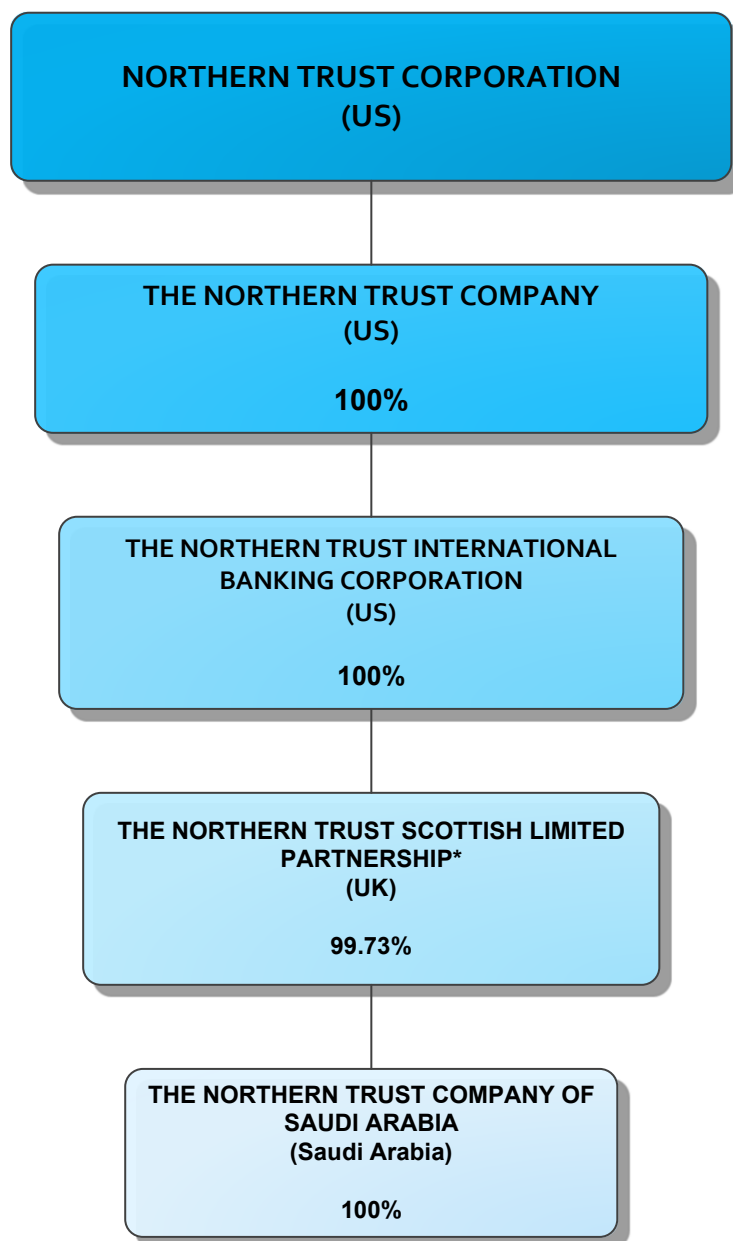 NORTHERN TRUST CORPORATION
(US)
THE NORTHERN TRUST COMPANY
(US)
100%
THE NORTHERN TRUST INTERNATIONAL
BANKING CORPORATION
(US)
100%
THE NORTHERN TRUST SCOTTISH LIMITED
PARTNERSHIP*
(UK)
99.73%
THE NORTHERN TRUST COMPANY OF
SAUDI ARABIA
(Saudi Arabia)
100%